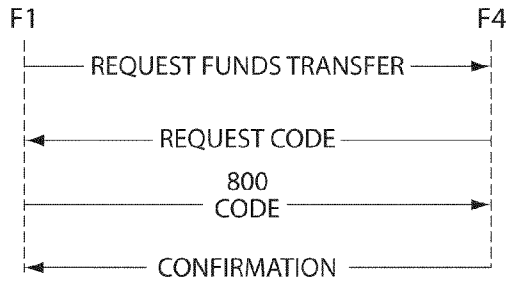 F1 F4
REQUEST FUNDS TRANSFER
REQUEST CODE
800
CODE
CONFIRMATION